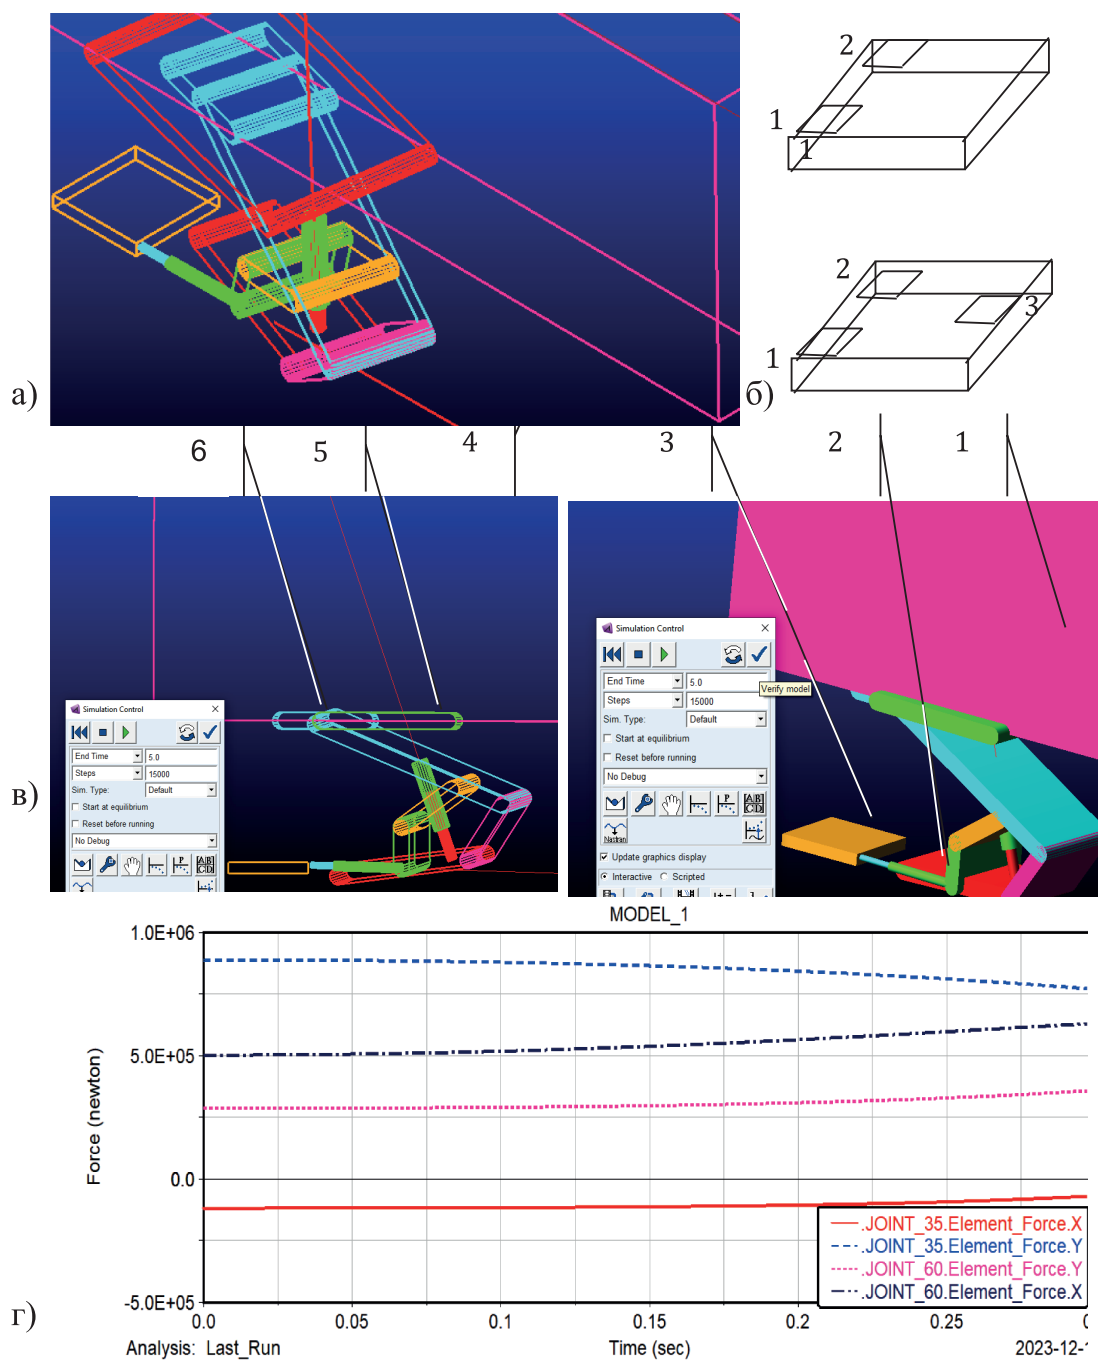 2
1
1
2
3
1
а)
б)
6
5
4
3
2
1
Simulation Control
End Time
5.0
Steps
15000
Sim. Type:
Default
Start at equilibrium
Reset before running
No Debug
Simulation Control
End Time
5.0
Verify model
Steps
15000
Sim. Type:
Default
Start at equilibrium
Reset before running
No Debug
P
A B
C D
Nastran
Update graphics display
Interactive
Scripted
P
A B
C D
в)
MODEL_1
1.0E+06
5.0E+05
0.0
-5.0E+05
Force (newton)
.JOINT_35.Element_Force.X
.JOINT_35.Element_Force.Y
.JOINT_60.Element_Force.Y
.JOINT_60.Element_Force.X
0.0
0.05
0.1
0.15
0.2
0.25
г)
Analysis: Last_Run
Time (sec)
2023-12-